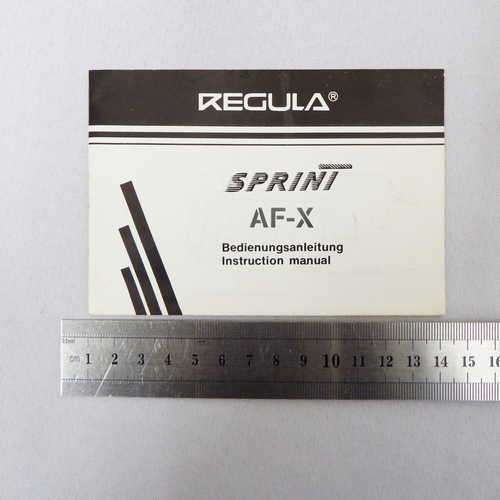 REGULA®
SPRINT
AF-X
Bedienungsanleitung
Instruction manual
cm 1 2 3 4 5 6 7 8 9 10 11 12 13 14 15 16